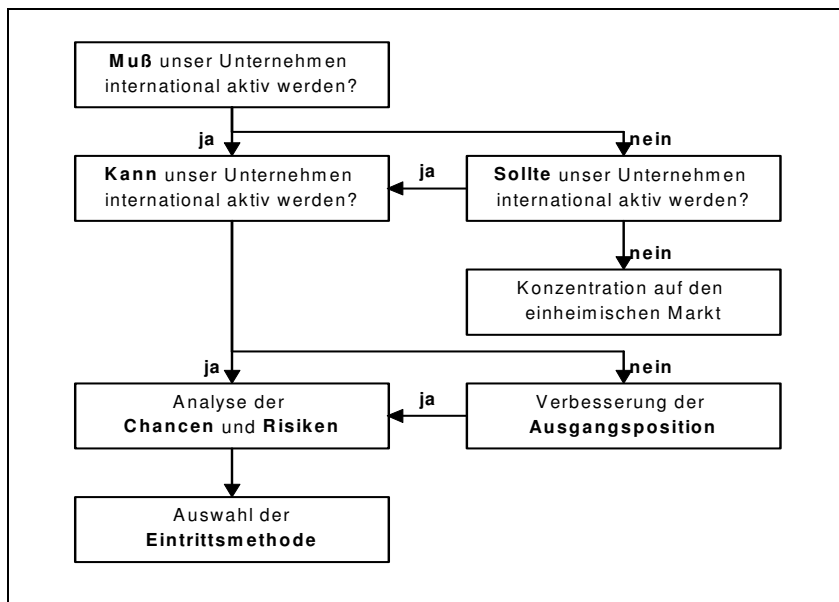 Muß unser Unternehmen
international aktiv werden?
ja
nein
Kann unser Unternehmen
international aktiv werden?
ja
Sollte unser Unternehmen
international aktiv werden?
nein
Konzentration auf den
einheimischen Markt
ja
nein
Analyse der
Chancen und Risiken
ja
Verbesserung der
Ausgangsposition
Auswahl der
Eintrittsmethode